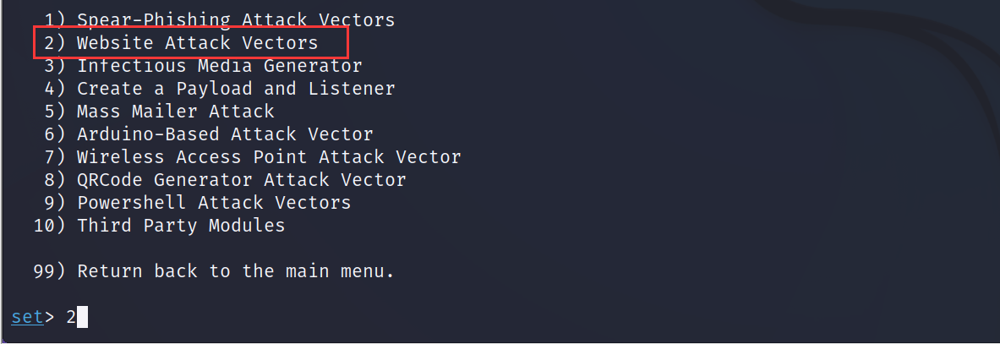 1) Spear-Phishing Attack Vectors
2) Website Attack Vectors
3) Infectious Media Generator
4) Create a Payload and Listener
5) Mass Mailer Attack
6) Arduino-Based Attack Vector
7) Wireless Access Point Attack Vector
8) QRCode Generator Attack Vector
9) Powershell Attack Vectors
10) Third Party Modules
99) Return back to the main menu.
set> 2